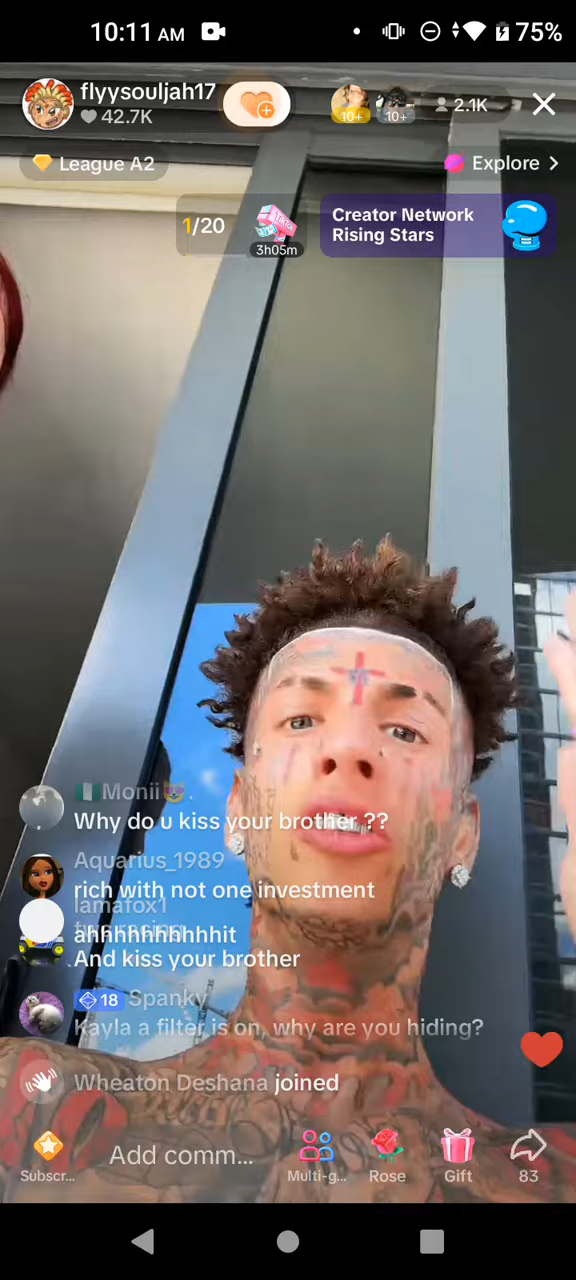 10:11 AM
75%
flyysouljah17
42.7K
10+
10+
2.1K
League A2
Explore >
1/20
TikTok
3h05m
Creator Network
Rising Stars
Monii
Why do u kiss your brother ??
Aquarius_1989
rich with not one investment
lamafox1
ahhhhhhhhhhit
And kiss your brother
18 Spanky
Kayla a filter is on, why are you hiding?
Wheaton Deshana joined
Add comm...
Subscr...
Multi-g...
Rose
Gift
83